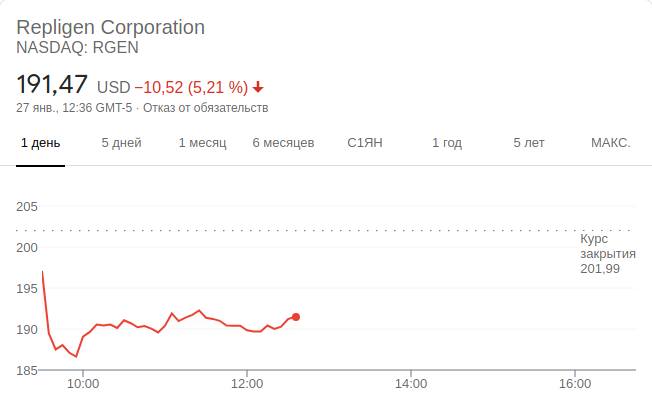 Repligen Corporation
NASDAQ: RGEN
191,47 USD −10,52 (5,21 %)
27 янв., 12:36 GMT-5 · Отказ от обязательств
1 день 5 дней 1 месяц 6 месяцев С1ЯН 1 год 5 лет МАКС.
205
200
195
190
185
Курс
закрытия
201,99
10:00 12:00 14:00 16:00